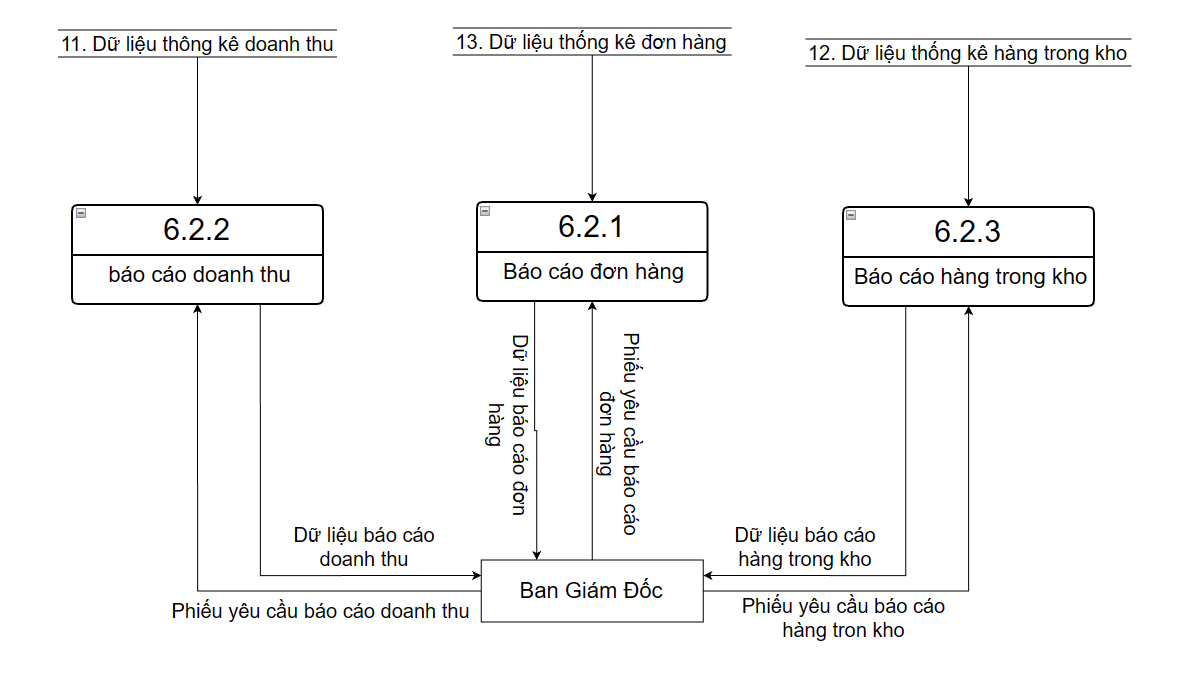 11. Dữ liệu thông kê doanh thu
13. Dữ liệu thống kê đơn hàng
12. Dữ liệu thống kê hàng trong kho
6.2.2
báo cáo doanh thu
6.2.1
Báo cáo đơn hàng
6.2.3
Báo cáo hàng trong kho
Dữ liệu báo cáo đơn
hàng
Phiếu yêu cầu báo cáo
đơn hàng
Dữ liệu báo cáo
doanh thu
Dữ liệu báo cáo
hàng trong kho
Ban Giám Đốc
Phiếu yêu cầu báo cáo doanh thu
Phiếu yêu cầu báo cáo
hàng tron kho